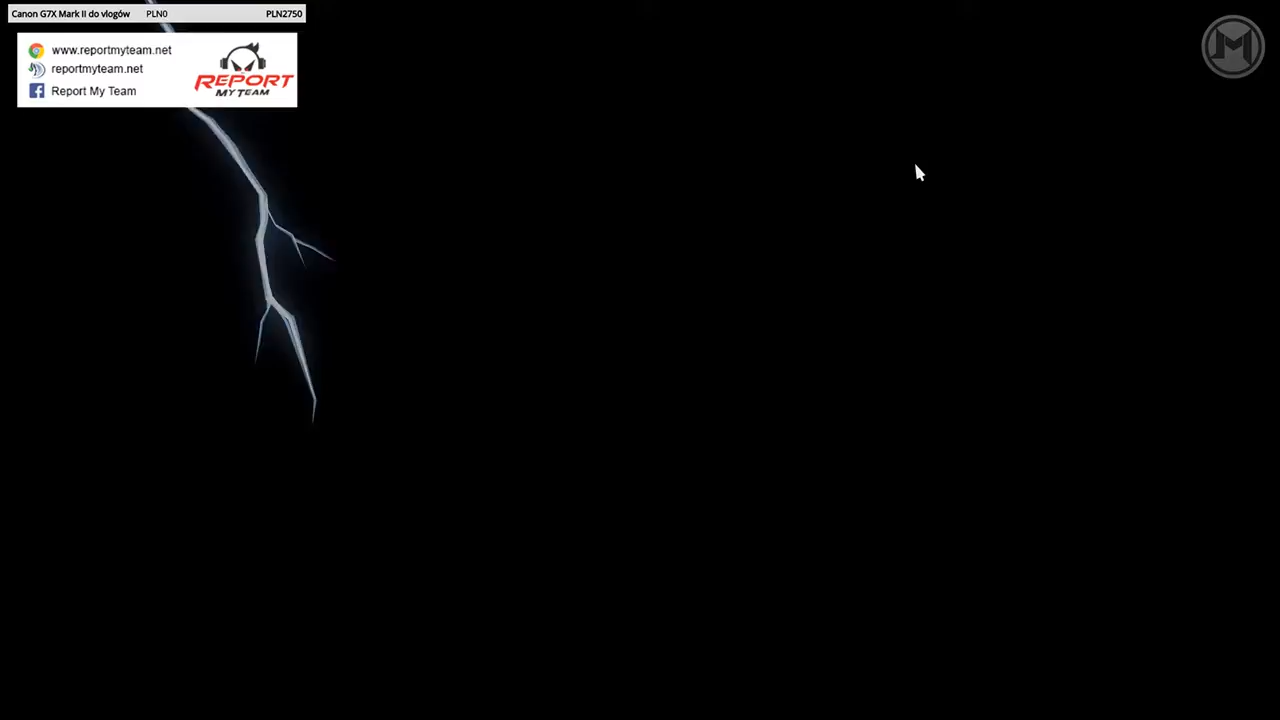 Canon G7X Mark II do vlogów PLN0 PLN2750
www.reportmyteam.net
reportmyteam.net
Report My Team
REPORT
MY TEAM